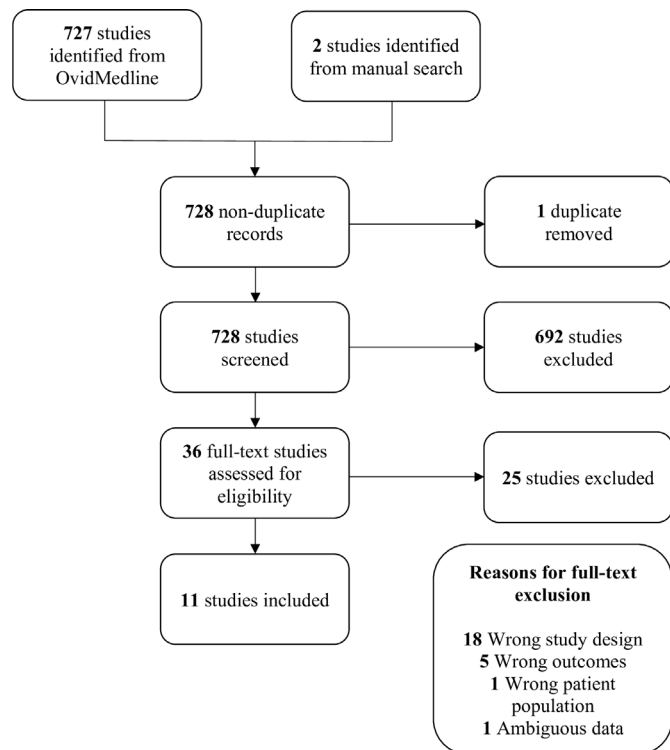 727 studies
identified from
OvidMedline
2 studies identified
from manual search
728 non-duplicate
records
1 duplicate
removed
728 studies
screened
692 studies
excluded
36 full-text studies
assessed for
eligibility
25 studies excluded
11 studies included
Reasons for full-text
exclusion
18 Wrong study design
5 Wrong outcomes
1 Wrong patient
population
1 Ambiguous data